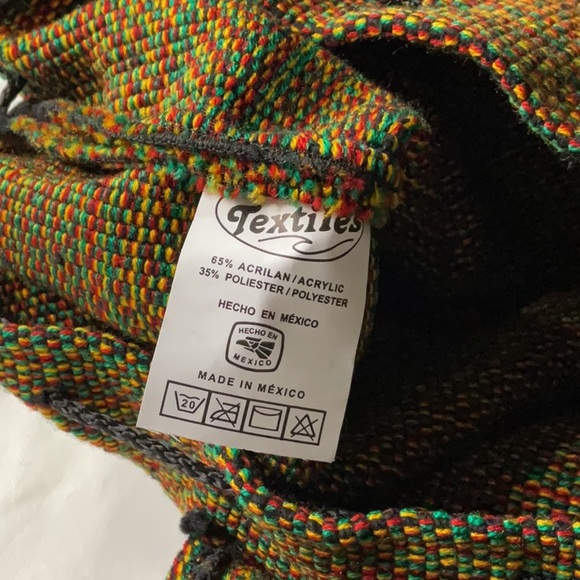 Textiles
65% ACRILAN/ACRYLIC
35% POLIESTER/POLYESTER
HECHO EN MÉXICO
HECHO EN
MEXICO
MADE IN MÉXICO
20